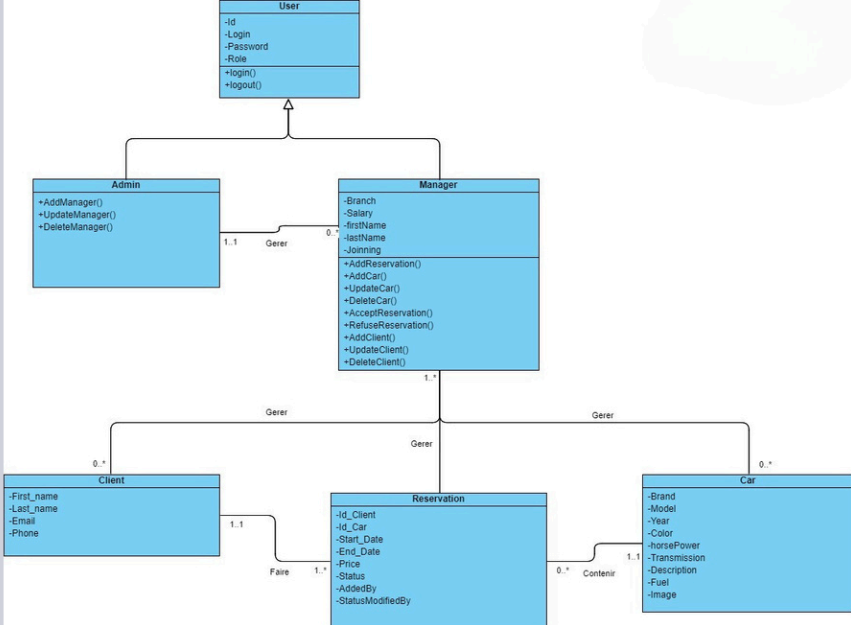 User
-Id
-Login
-Password
-Role
+login()
+logout()
Admin
+AddManager()
+UpdateManager()
+DeleteManager()
1..1
Gerer
0..*
Manager
-Branch
-Salary
-firstName
-lastName
-Joinning
+AddReservation()
+AddCar()
+UpdateCar()
+DeleteCar()
+AcceptReservation()
+RefuseReservation()
+AddClient()
+UpdateClient()
+DeleteClient()
1..*
Gerer
Gerer
Gerer
0..*
0..*
Client
-First_name
-Last_name
-Email
-Phone
1..1
Faire
1..*
Reservation
-Id_Client
-Id_Car
-Start_Date
-End_Date
-Price
-Status
-AddedBy
-StatusModifiedBy
0..*
Contenir
1..1
Car
-Brand
-Model
-Year
-Color
-horsePower
-Transmission
-Description
-Fuel
-Image